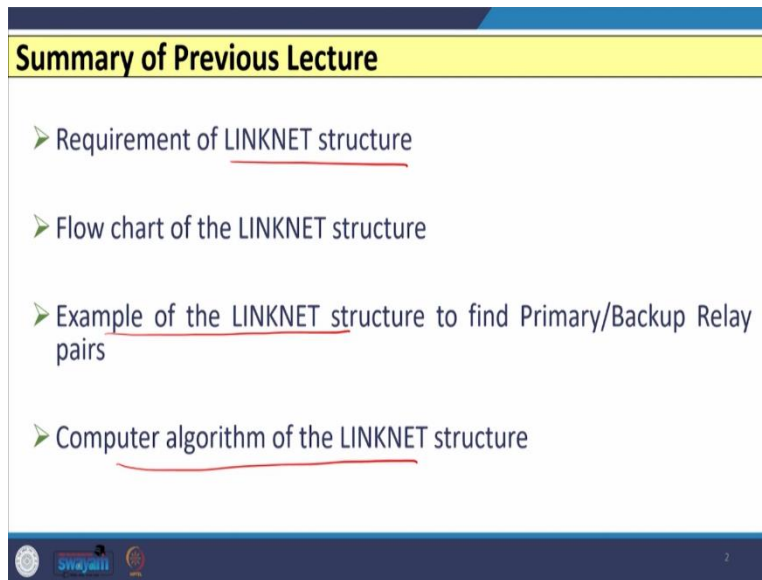 Summary of Previous Lecture
➢ Requirement of LINKNET structure
➢ Flow chart of the LINKNET structure
➢ Example of the LINKNET structure to find Primary/Backup Relay
pairs
➢ Computer algorithm of the LINKNET structure
swayam
2